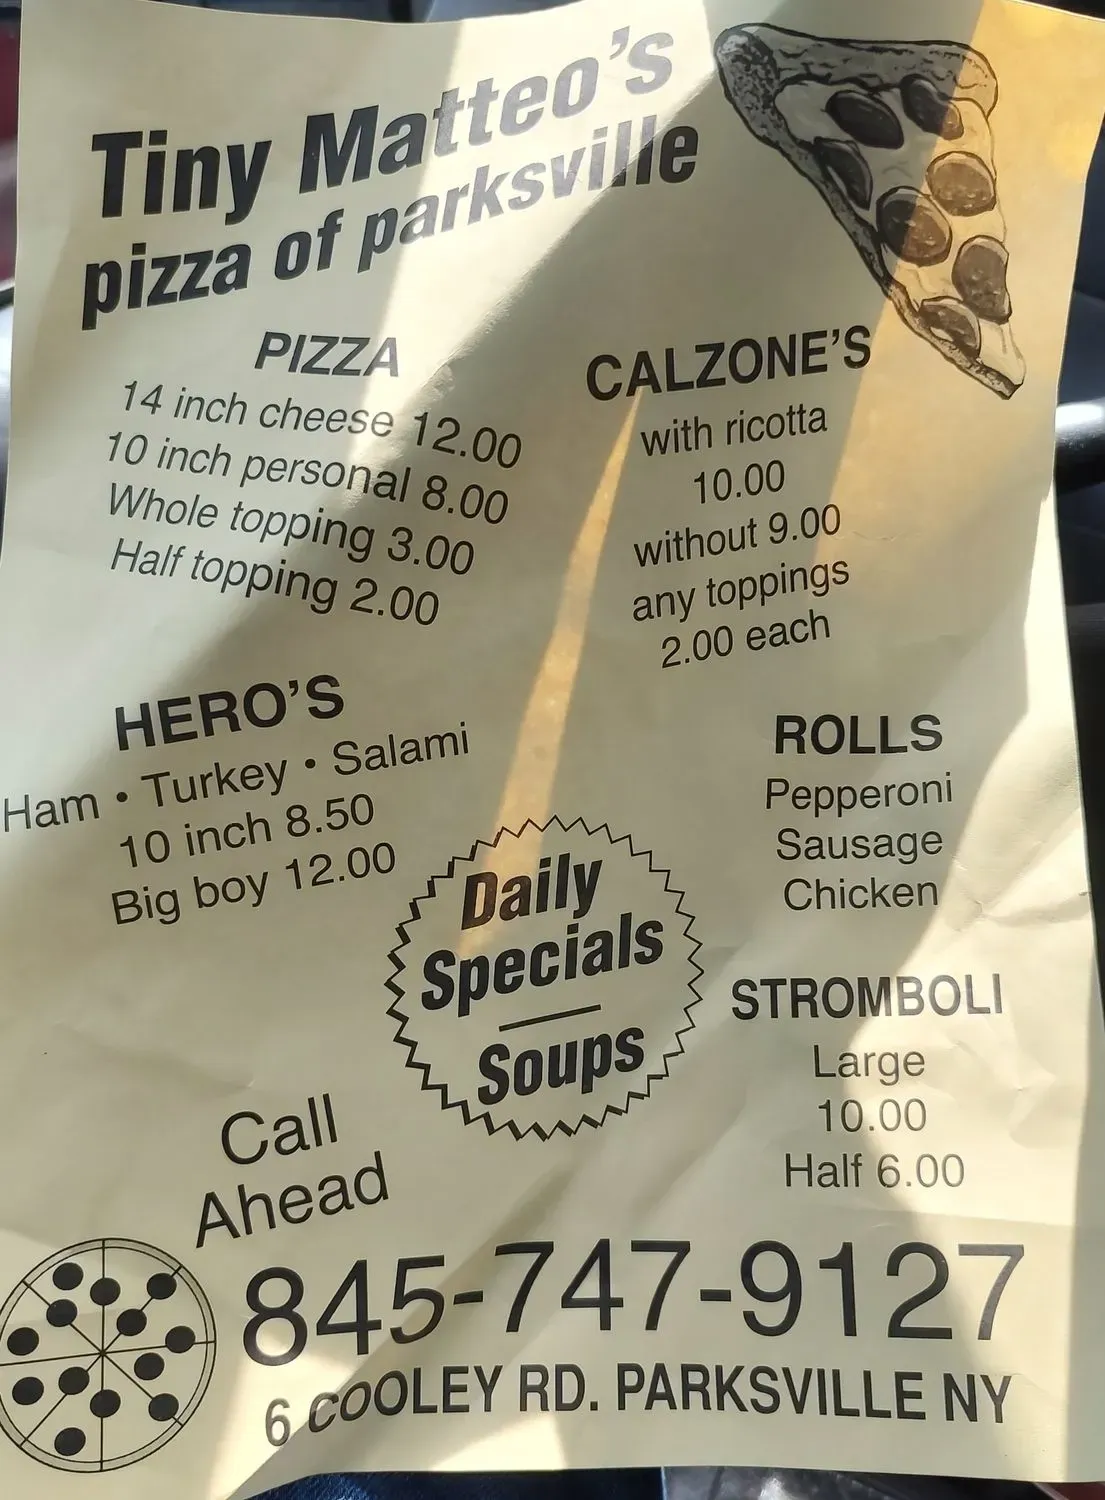 Tiny Matteo's
pizza of parksville
PIZZA
14 inch cheese 12.00
10 inch personal 8.00
Whole topping 3.00
Half topping 2.00
CALZONE'S
with ricotta
10.00
without 9.00
any toppings
2.00 each
HERO'S
Ham • Turkey • Salami
10 inch 8.50
Big boy 12.00
ROLLS
Pepperoni
Sausage
Chicken
Daily
Specials
Soups
STROMBOLI
Large
10.00
Half 6.00
Call
Ahead
845-747-9127
6 COOLEY RD. PARKSVILLE NY